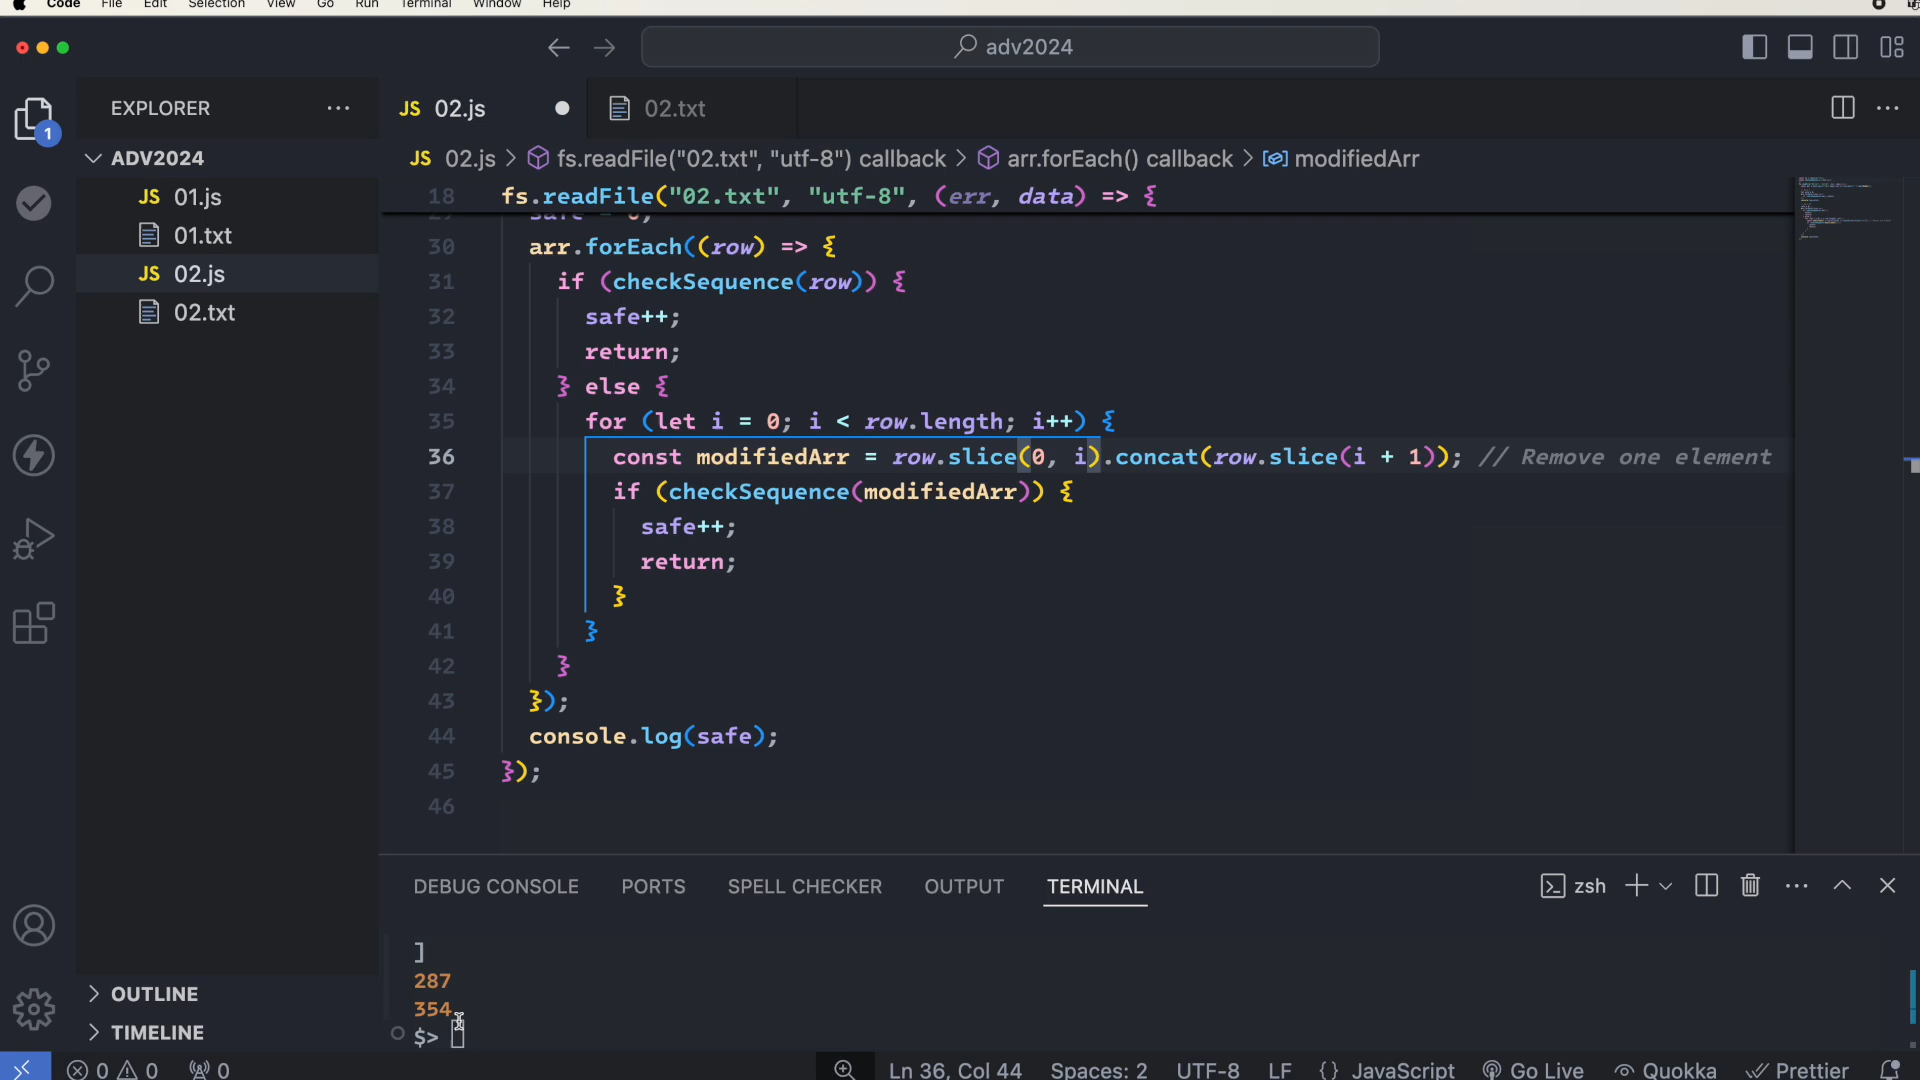 Code File Edit Selection View Go Run Terminal Window Help
adv2024
EXPLORER
1
ADV2024
JS 01.js
01.txt
JS 02.js
02.txt
OUTLINE
TIMELINE
JS 02.js
02.txt
JS 02.js > fs.readFile("02.txt", "utf-8") callback > arr.forEach() callback > modifiedArr
18 fs.readFile("02.txt", "utf-8", (err, data) => {
29 safe = 0;
30 arr.forEach((row) => {
31 if (checkSequence(row)) {
32 safe++;
33 return;
34 } else {
35 for (let i = 0; i < row.length; i++) {
36 const modifiedArr = row.slice(0, i).concat(row.slice(i + 1)); // Remove one element
37 if (checkSequence(modifiedArr)) {
38 safe++;
39 return;
40 }
41 }
42 }
43 });
44 console.log(safe);
45 });
46
DEBUG CONSOLE PORTS SPELL CHECKER OUTPUT TERMINAL
zsh
]
287
354
$>
0 0 0
Ln 36, Col 44 Spaces: 2 UTF-8 LF {} JavaScript Go Live Quokka Prettier